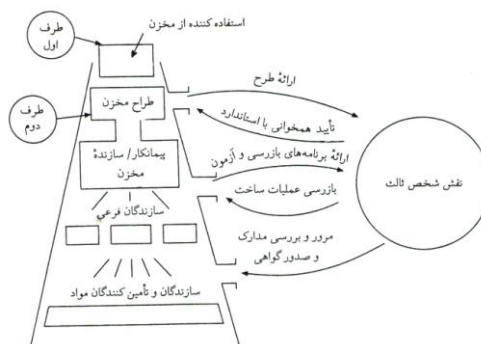 استفاده کننده از مخزن
طرف
اول
طراح مخزن
طرف
دوم
پیمانکار/سازندهٔ
مخزن
سازندگان فرعی
سازندگان و تأمین کنندگان مواد
ارائهٔ طرح
تأیید همخوانی با استاندارد
ارائهٔ برنامه‌های بازرسی و آزمون
بازرسی عملیات ساخت
مرور و بررسی مدارک
و صدور گواهی
نقش شخص ثالث